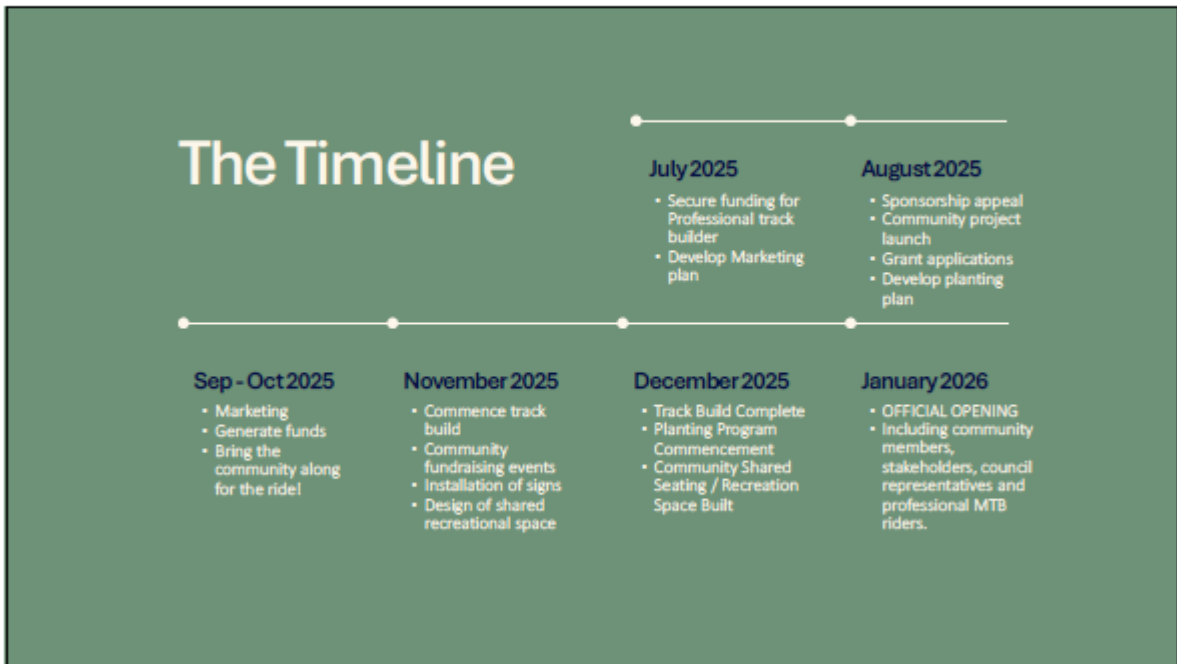 The Timeline
July 2025
▪ Secure funding for
Professional track
builder
▪ Develop Marketing
plan
August 2025
▪ Sponsorship appeal
▪ Community project
launch
▪ Grant applications
▪ Develop planting
plan
Sep - Oct 2025
▪ Marketing
▪ Generate funds
▪ Bring the
community along
for the ride!
November 2025
▪ Commence track
build
▪ Community
fundraising events
▪ Installation of signs
▪ Design of shared
recreational space
December 2025
▪ Track Build Complete
▪ Planting Program
Commencement
▪ Community Shared
Seating / Recreation
Space Built
January 2026
▪ OFFICIAL OPENING
▪ Including community
members,
stakeholders, council
representatives and
professional MTB
riders.